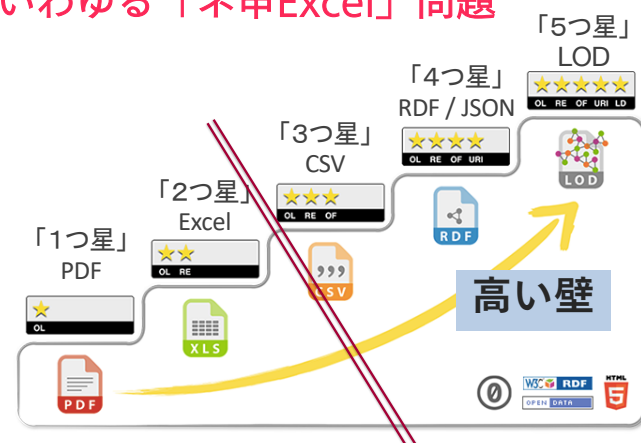 いわゆる「ネ申Excel」問題
「5つ星」
LOD
OL RE OF URI LD
「4つ星」
RDF / JSON
OL RE OF URI
「3つ星」
CSV
OL RE OF
「2つ星」
Excel
OL RE
「1つ星」
PDF
OL
LOD
RDF
CSV
XLS
PDF
高い壁
0
W3C RDF
OPEN DATA
HTML
5